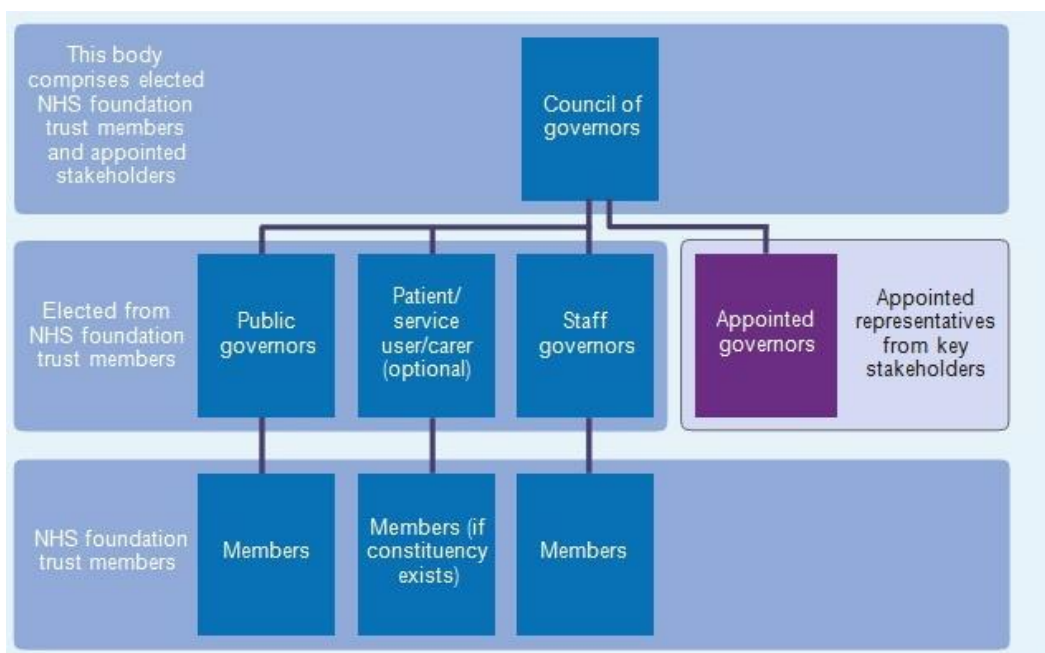 This body
comprises elected
NHS foundation
trust members
and appointed
stakeholders
Council of
governors
Elected from
NHS foundation
trust members
Public
governors
Patient/
service
user/carer
(optional)
Staff
governors
Appointed
governors
Appointed
representatives
from key
stakeholders
NHS foundation
trust members
Members
Members (if
constituency
exists)
Members